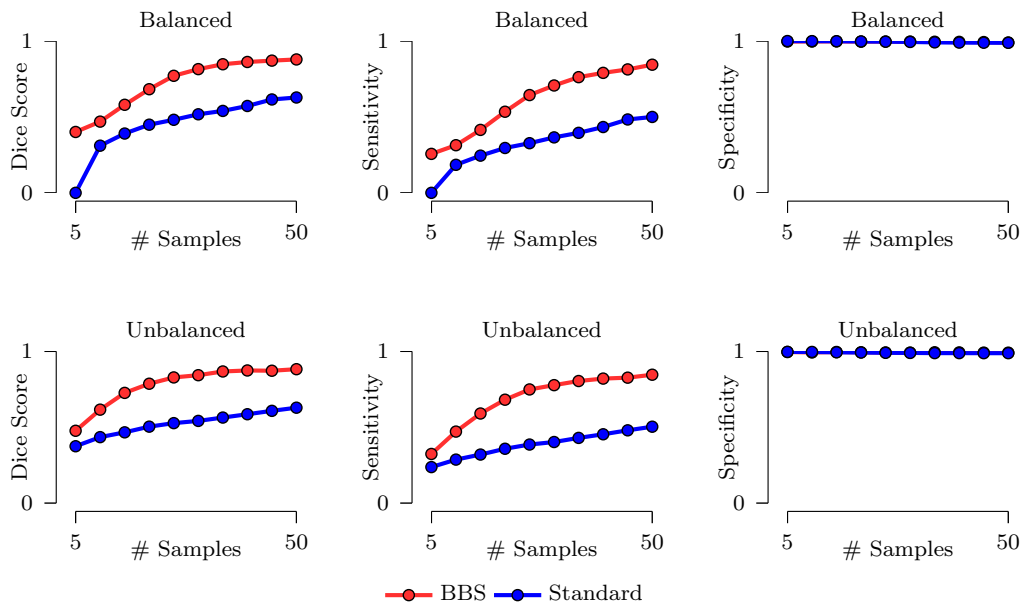 Balanced
1
Dice Score
0
5
50
# Samples
Balanced
1
Sensitivity
0
5
50
# Samples
Balanced
1
Specificity
0
5
50
# Samples
Unbalanced
1
Dice Score
0
5
50
# Samples
Unbalanced
1
Sensitivity
0
5
50
# Samples
Unbalanced
1
Specificity
0
5
50
# Samples
BBS Standard